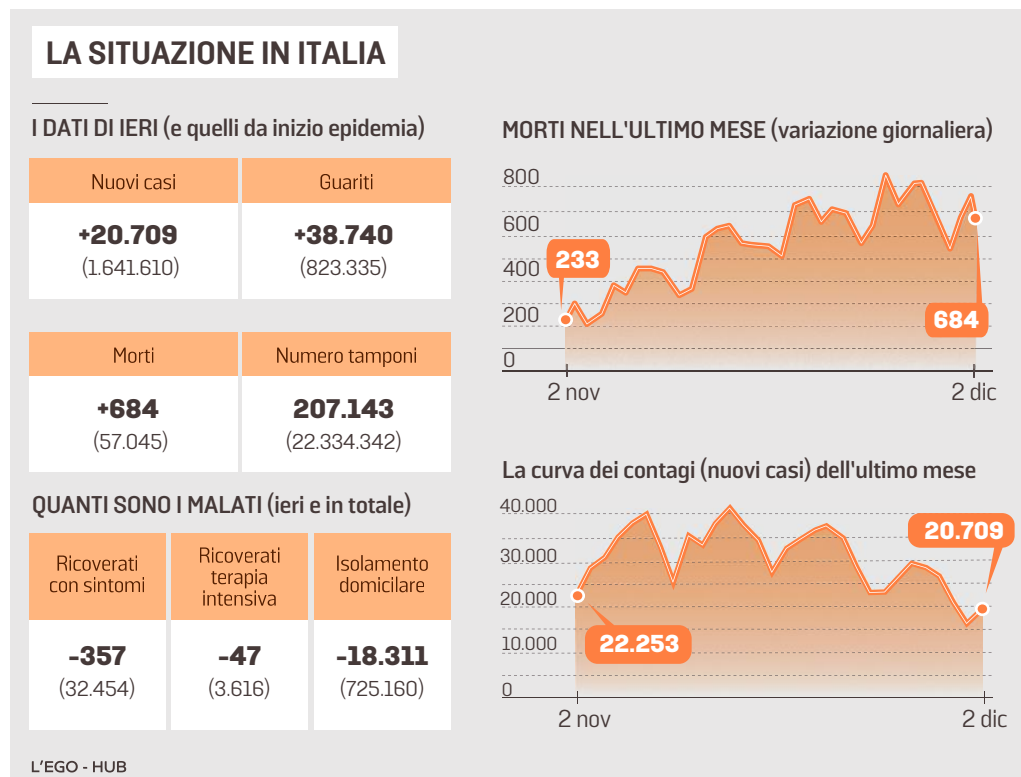 LA SITUAZIONE IN ITALIA
I DATI DI IERI (e quelli da inizio epidemia)
Nuovi casi
Guariti
+20.709
(1.641.610)
+38.740
(823.335)
Morti
Numero tamponi
+684
(57.045)
207.143
(22.334.342)
QUANTI SONO I MALATI (ieri e in totale)
Ricoverati
con sintomi
Ricoverati
terapia
intensiva
Isolamento
domicilare
-357
(32.454)
-47
(3.616)
-18.311
(725.160)
L'EGO - HUB
MORTI NELL'ULTIMO MESE (variazione giornaliera)
800
600
400
200
0
233
684
2 nov
2 dic
La curva dei contagi (nuovi casi) dell'ultimo mese
40.000
30.000
20.000
10.000
0
22.253
20.709
2 nov
2 dic